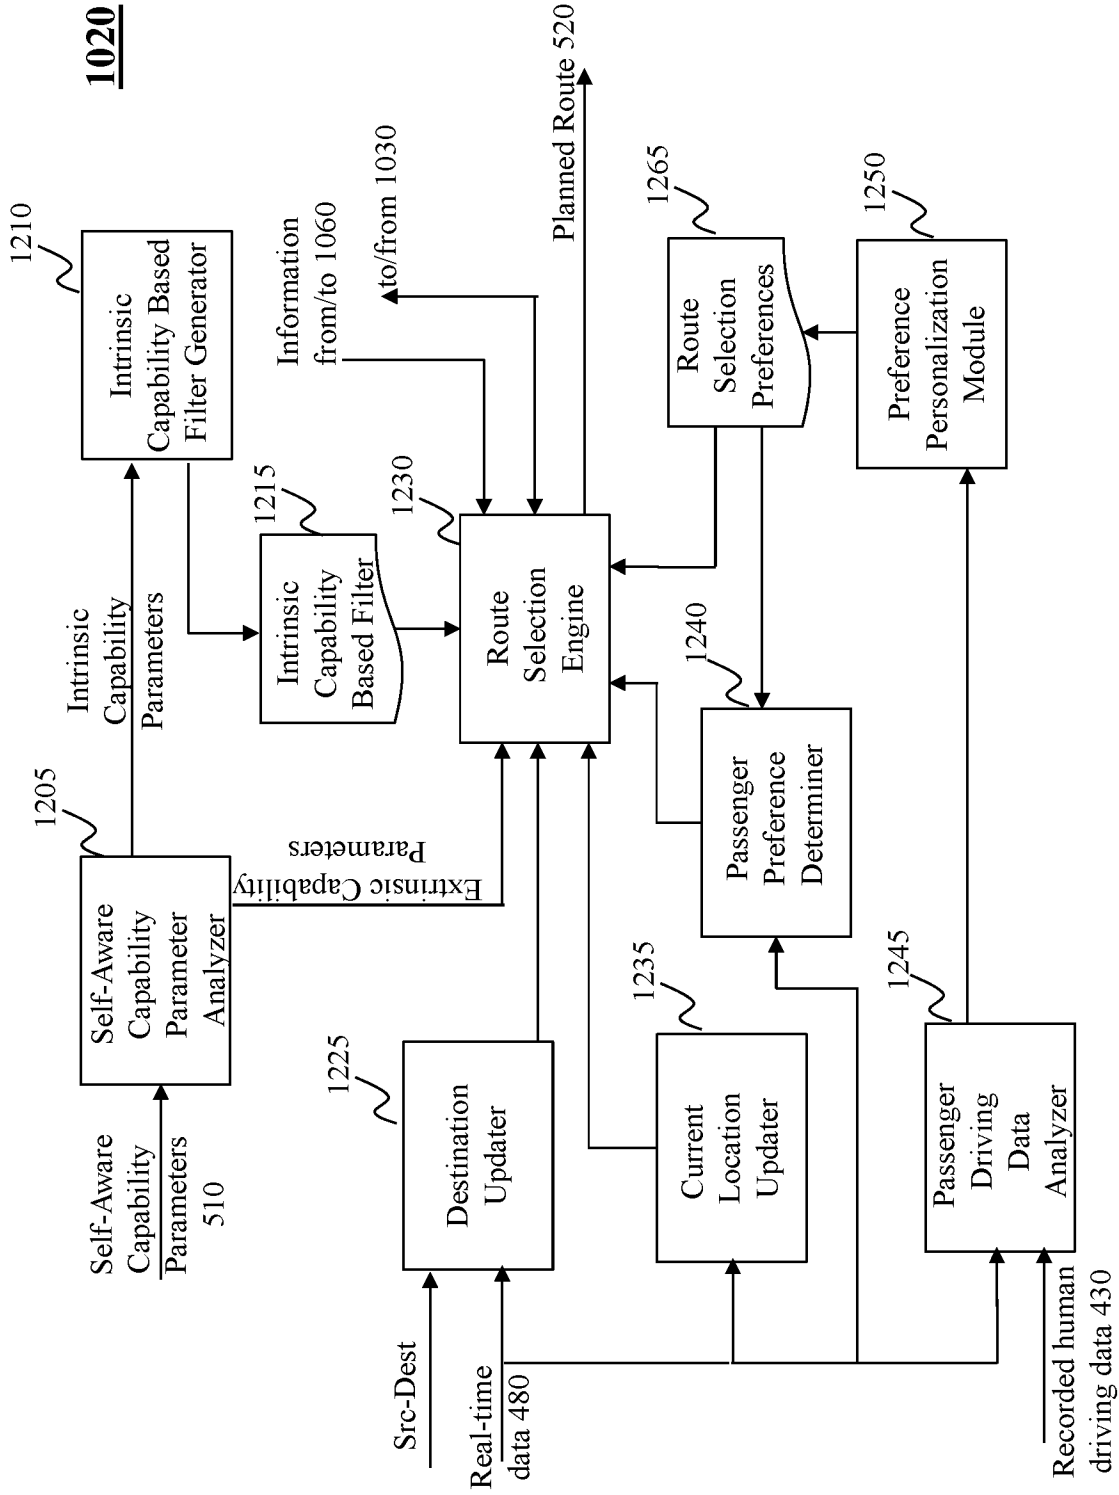 1020
Self-Aware
Capability
Parameters
510
1205
Self-Aware
Capability
Parameter
Analyzer
Intrinsic
Capability
Parameters
1210
Intrinsic
Capability Based
Filter Generator
Extrinsic Capability
Parameters
1215
Intrinsic
Capability
Based Filter
Information
from/to 1060
to/from 1030
1225
Destination
Updater
1230
Route
Selection
Engine
Planned Route 520
Src-Dest
Real-time
data 480
1235
Current
Location
Updater
1240
Passenger
Preference
Determiner
1265
Route
Selection
Preferences
1245
Passenger
Driving
Data
Analyzer
1250
Preference
Personalization
Module
Recorded human
driving data 430